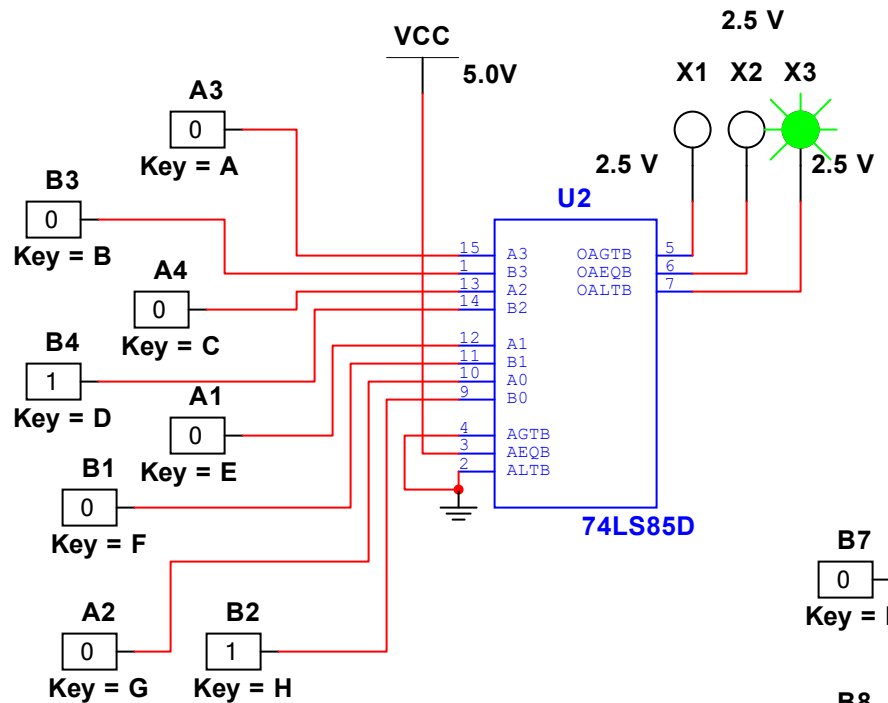 2.5 V
VCC
5.0V
X1 X2 X3
A3
0
Key = A
2.5 V
2.5 V
B3
0
Key = B
U2
A4
0
Key = C
B4
1
Key = D
A1
0
Key = E
B1
0
Key = F
A2
0
Key = G
B2
1
Key = H
15 A3
1 B3
13 A2
14 B2
12 A1
11 B1
10 A0
9 B0
4 AGTB
3 AEQB
2 ALTB
OAGTB 5
OAEQB 6
OALTB 7
74LS85D
B7
0
Key =
B8